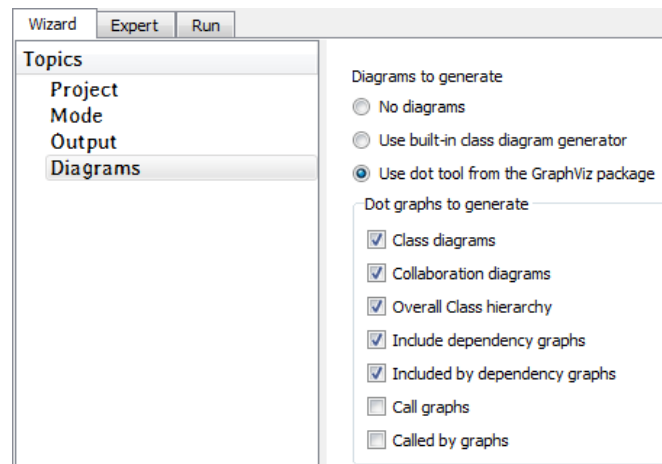 Wizard Expert Run
Topics
Project
Mode
Output
Diagrams
Diagrams to generate
No diagrams
Use built-in class diagram generator
Use dot tool from the GraphViz package
Dot graphs to generate
Class diagrams
Collaboration diagrams
Overall Class hierarchy
Include dependency graphs
Included by dependency graphs
Call graphs
Called by graphs